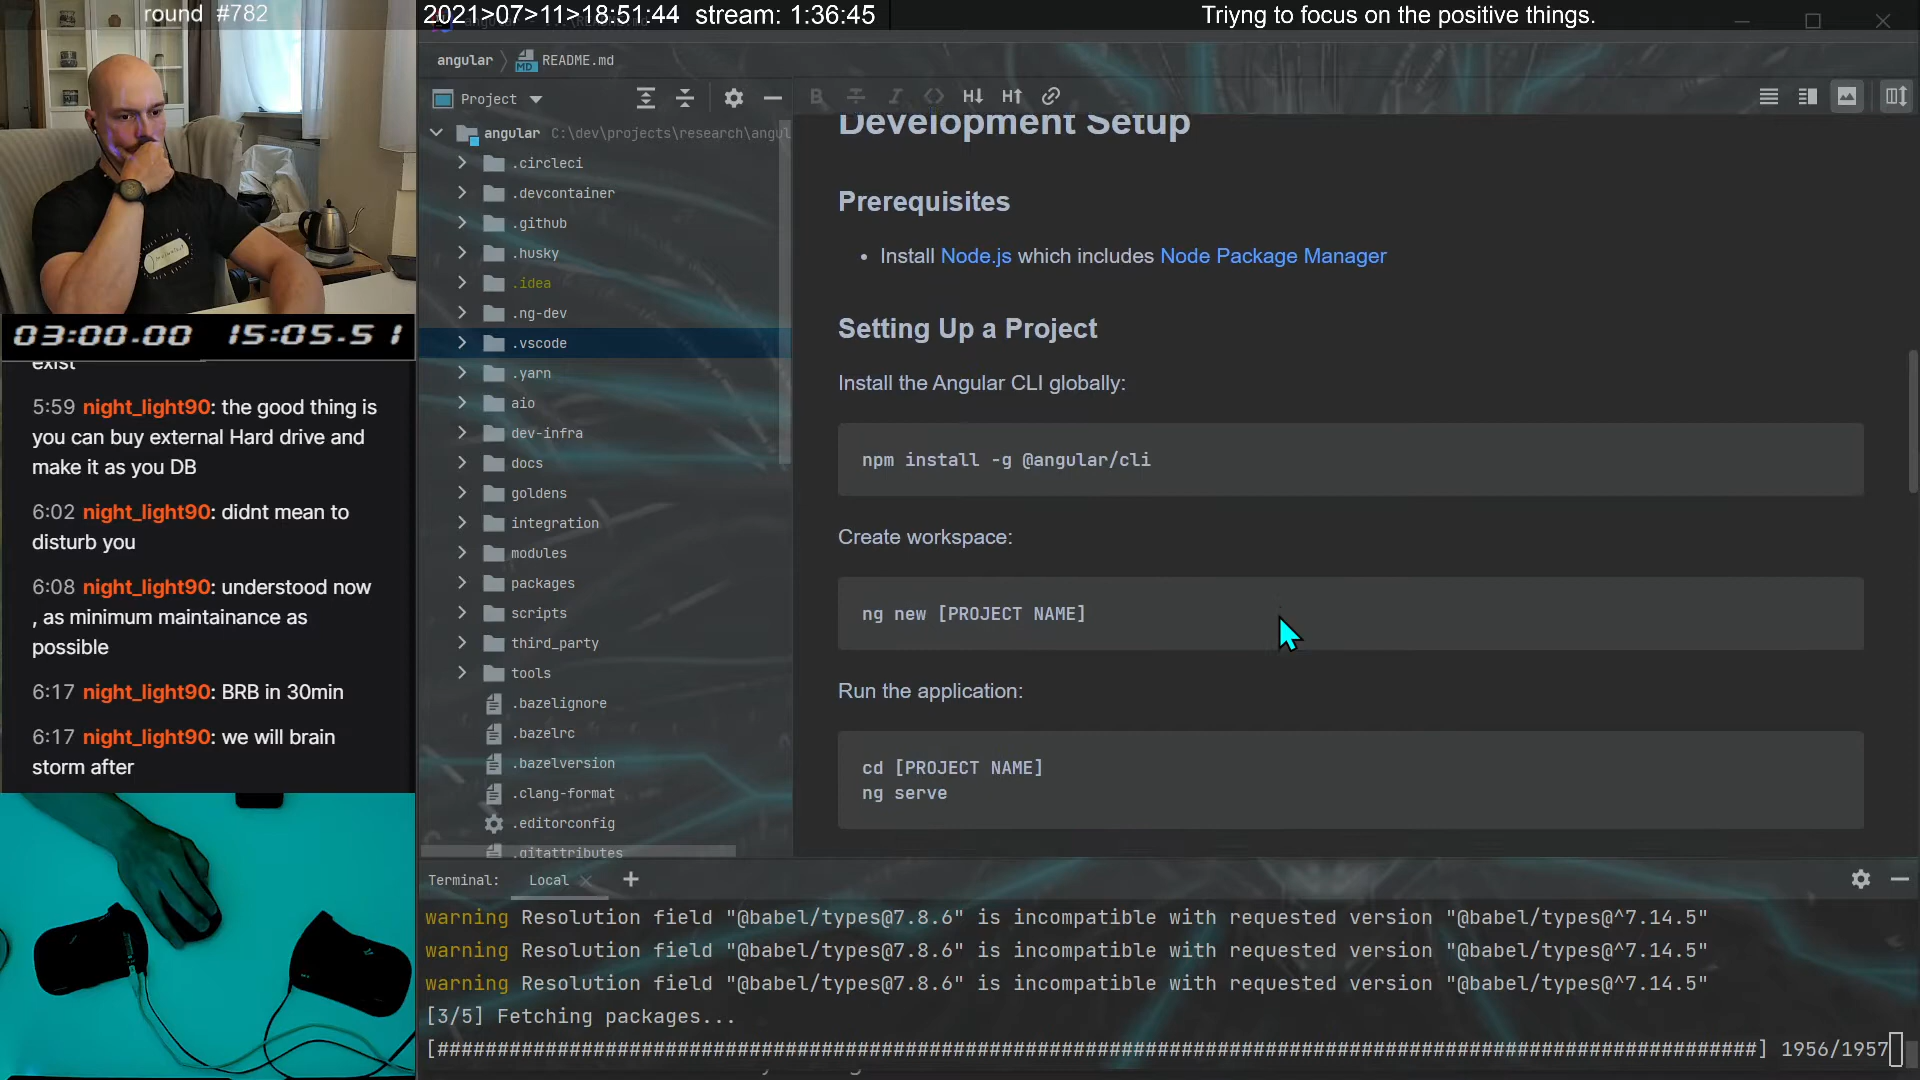 round #782
2021>07>11>18:51:44 stream: 1:36:45
Triyng to focus on the positive things.
03:00.00 15:05.51
exist
5:59 night_light90: the good thing is
you can buy external Hard drive and
make it as you DB
6:02 night_light90: didnt mean to
disturb you
6:08 night_light90: understood now
, as minimum maintainance as
possible
6:17 night_light90: BRB in 30min
6:17 night_light90: we will brain
storm after
angular README.md
Project
angular C:\dev\projects\research\angul
.circleci
.devcontainer
.github
.husky
.idea
.ng-dev
.vscode
.yarn
aio
dev-infra
docs
goldens
integration
modules
packages
scripts
third_party
tools
.bazelignore
.bazelrc
.bazelversion
.clang-format
.editorconfig
.gitattributes
Development Setup
Prerequisites
• Install Node.js which includes Node Package Manager
Setting Up a Project
Install the Angular CLI globally:
npm install -g @angular/cli
Create workspace:
ng new [PROJECT NAME]
Run the application:
cd [PROJECT NAME]
ng serve
Terminal: Local
warning Resolution field "@babel/types@7.8.6" is incompatible with requested version "@babel/types@^7.14.5"
warning Resolution field "@babel/types@7.8.6" is incompatible with requested version "@babel/types@^7.14.5"
warning Resolution field "@babel/types@7.8.6" is incompatible with requested version "@babel/types@^7.14.5"
[3/5] Fetching packages...
[##############################################################################################################] 1956/1957